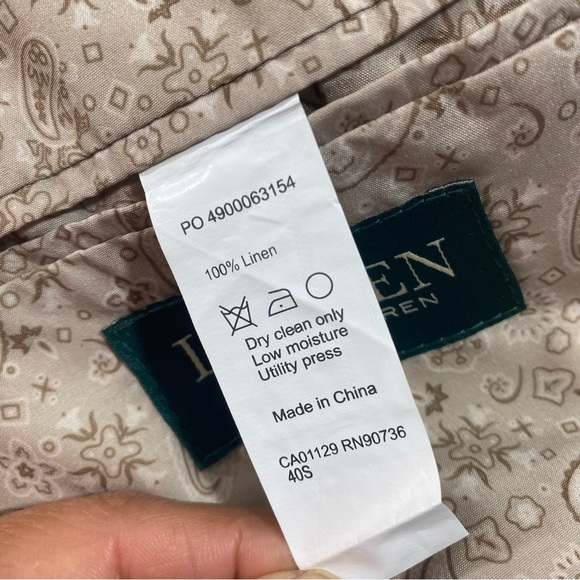 PO 4900063154
100% Linen
Dry clean only
Low moisture
Utility press
Made in China
CA01129 RN90736
40S